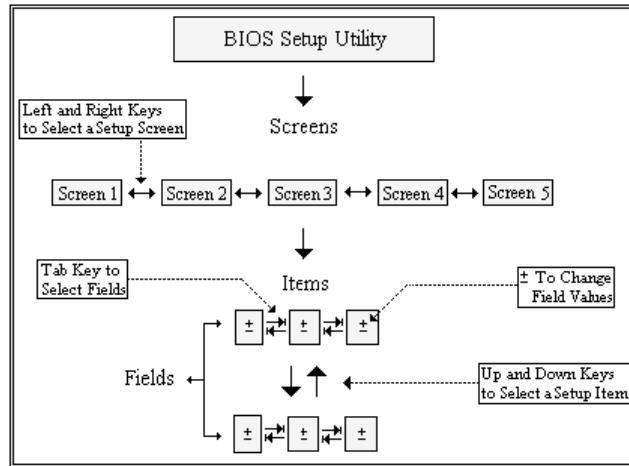 BIOS Setup Utility
Left and Right Keys
to Select a Setup Screen
Screens
Screen 1
Screen 2
Screen 3
Screen 4
Screen 5
Tab Key to
Select Fields
Items
± To Change
Field Values
± ± ±
Fields
Up and Down Keys
to Select a Setup Item
± ± ±